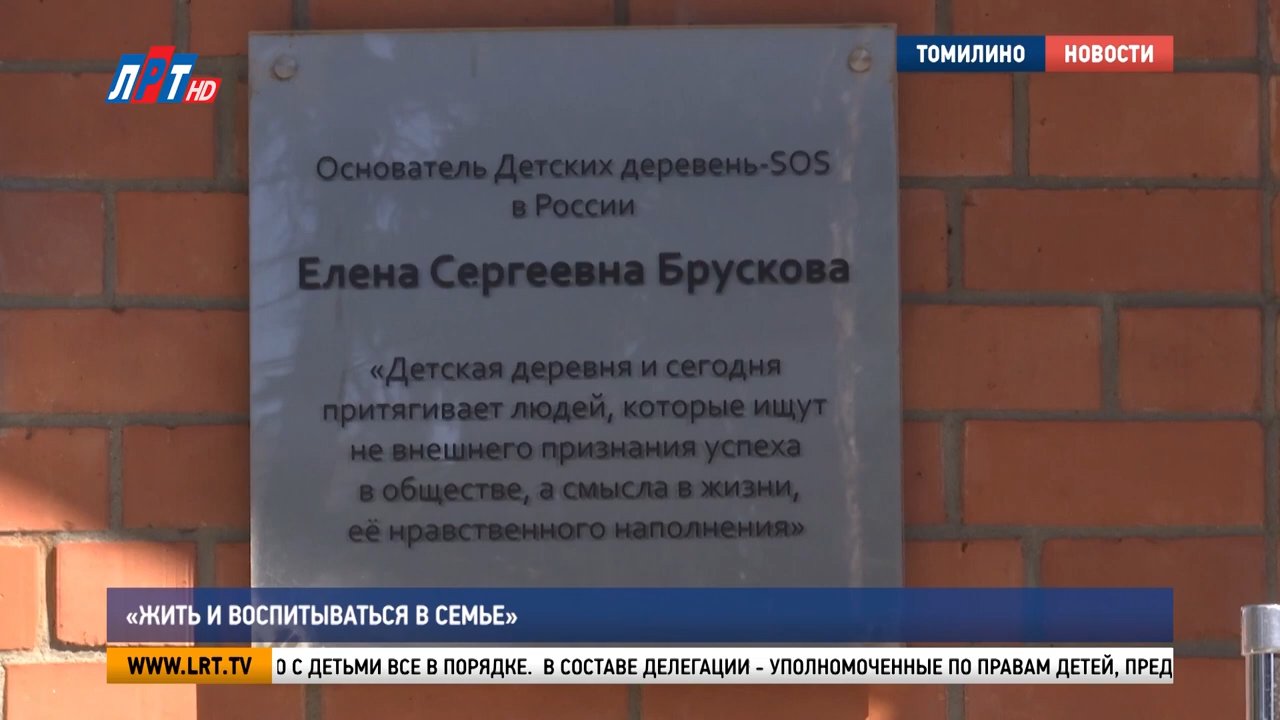 ЛРТ HD
ТОМИЛИНО НОВОСТИ
Основатель Детских деревень-SOS
в России
Елена Сергеевна Брускова
«Детская деревня и сегодня
притягивает людей, которые ищут
не внешнего признания успеха
в обществе, а смысла в жизни,
её нравственного наполнения»
«ЖИТЬ И ВОСПИТЫВАТЬСЯ В СЕМЬЕ»
WWW.LRT.TV С ДЕТЬМИ ВСЕ В ПОРЯДКЕ. В СОСТАВЕ ДЕЛЕГАЦИИ - УПОЛНОМОЧЕННЫЕ ПО ПРАВАМ ДЕТЕЙ, ПРЕД